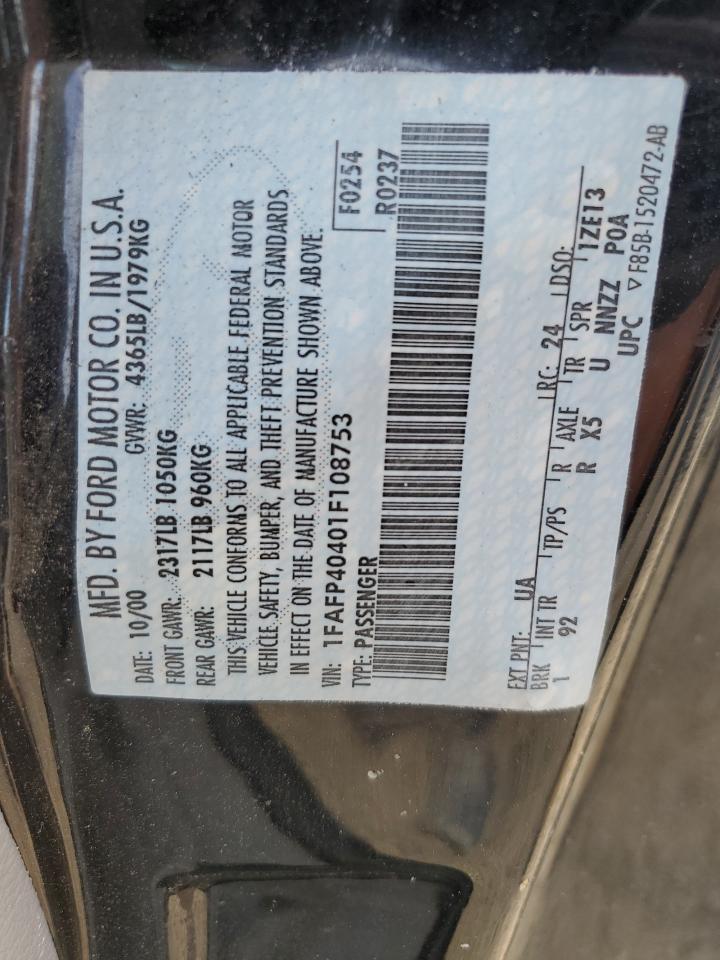 MFD. BY FORD MOTOR CO. IN U.S.A.
DATE: 10/00 GVWR: 4365LB/1979KG
FRONT GAWR: 2317LB 1050KG
REAR GAWR: 2117LB 960KG
THIS VEHICLE CONFORMS TO ALL APPLICABLE FEDERAL MOTOR
VEHICLE SAFETY, BUMPER, AND THEFT PREVENTION STANDARDS
IN EFFECT ON THE DATE OF MANUFACTURE SHOWN ABOVE.
VIN: 1FAFP40401F108753 F0254
TYPE: PASSENGER R0237
EXT PNT: UA RC: 24 DSO:
BRK INT TR TP/PS R AXLE TR SPR 1ZE13
1 92 R X5 U NNZZ
UPC P0A
▽ F85B-1520472-AB